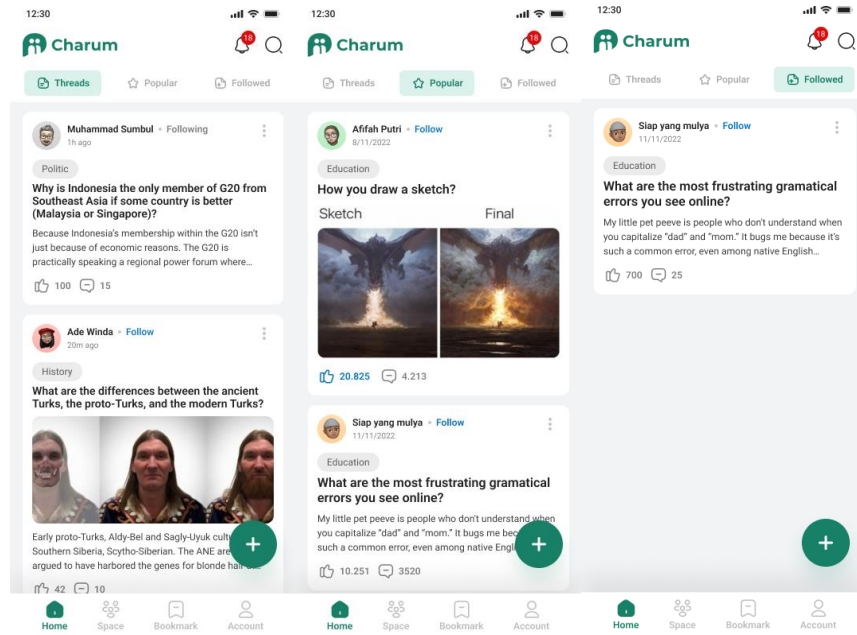 12:30
Charum
18
Threads
Popular
Followed
Muhammad Sumbul • Following
1h ago
Politic
Why is Indonesia the only member of G20 from
Southeast Asia if some country is better
(Malaysia or Singapore)?
Because Indonesia's membership within the G20 isn't
just because of economic reasons. The G20 is
practically speaking a regional power forum where...
100
15
Ade Winda • Follow
20m ago
History
What are the differences between the ancient
Turks, the proto-Turks, and the modern Turks?
Early proto-Turks, Aldy-Bel and Sagly-Uyuk
Southern Siberia, Scytho-Siberian. The ANE are
argued to have harbored the genes for blonde
42
10
Home
Space
Bookmark
Account
12:30
Charum
18
Threads
Popular
Followed
Afifah Putri • Follow
8/11/2022
Education
How you draw a sketch?
Sketch
Final
20.825
4.213
Siap yang mulya • Follow
11/11/2022
Education
What are the most frustrating gramatical
errors you see online?
My little pet peeve is people who don't understand when
you capitalize "dad" and "mom." It bugs me
such a common error, even among native
10.251
3520
Home
Space
Bookmark
Account
12:30
Charum
18
Threads
Popular
Followed
Siap yang mulya • Follow
11/11/2022
Education
What are the most frustrating gramatical
errors you see online?
My little pet peeve is people who don't understand when
you capitalize "dad" and "mom." It bugs me because it's
such a common error, even among native English...
700
25
Home
Space
Bookmark
Account